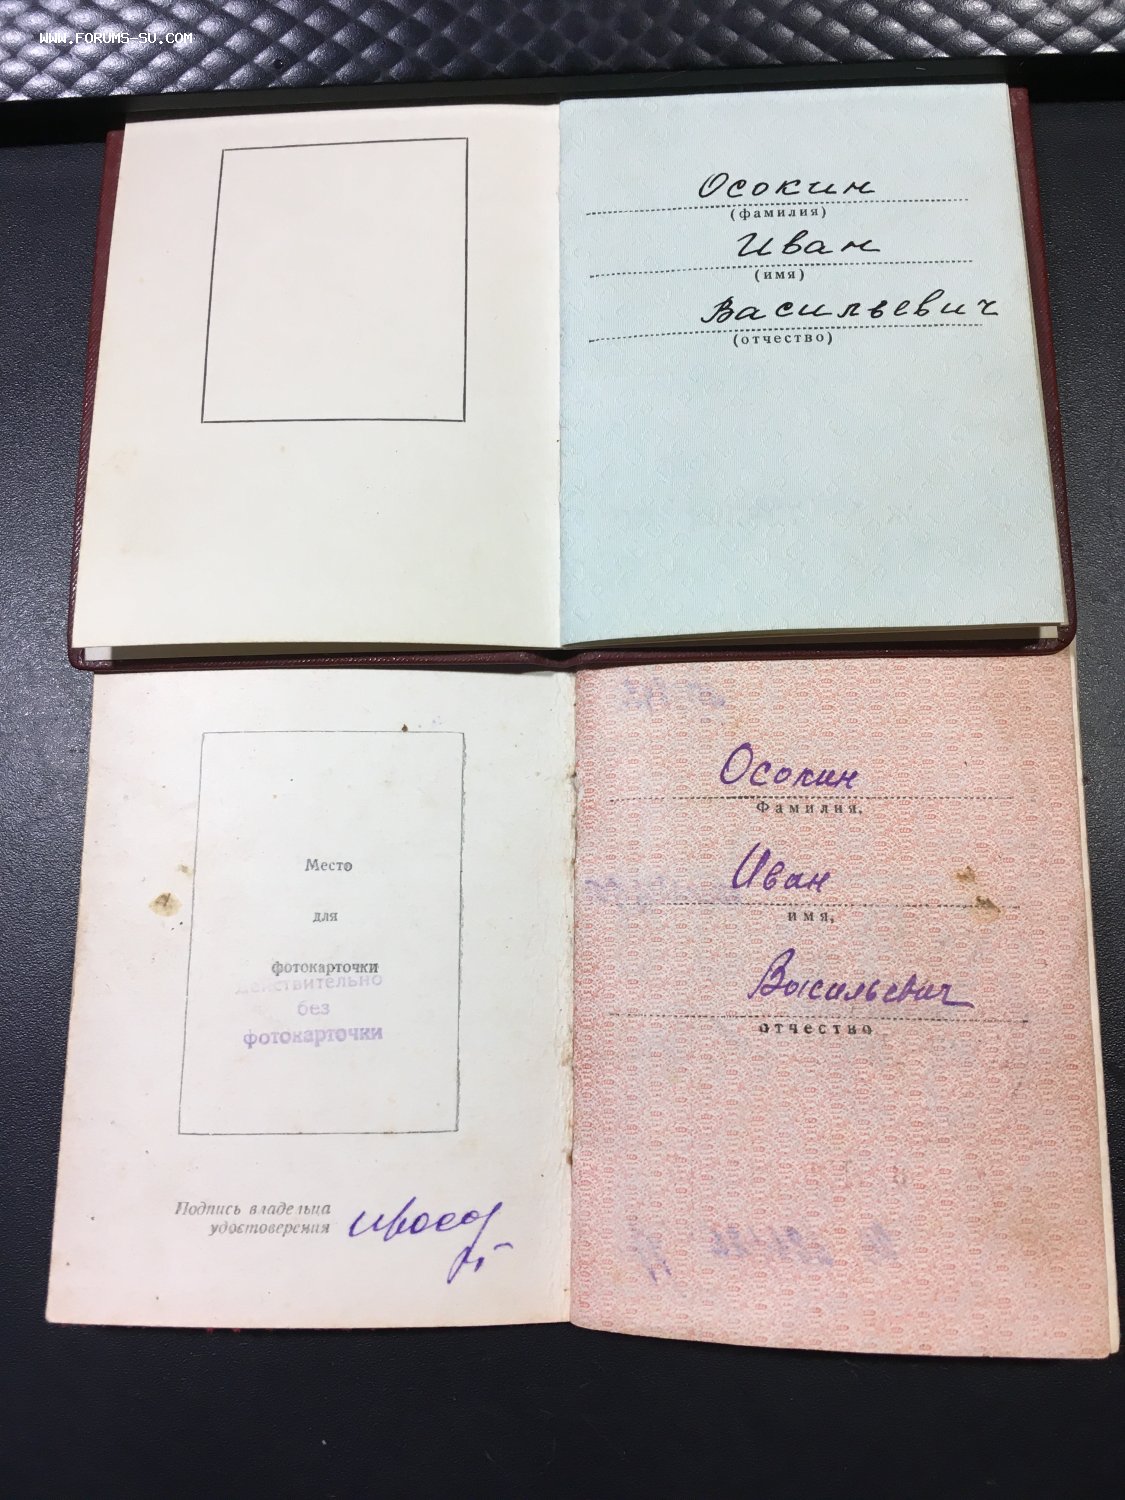 WWW.FORUMS-SU.COM
Осокин
(фамилия)
Иван
(имя)
Васильевич
(отчество)
Место
для
фотокарточки
действительно
без
фотокарточки
Подпись владельца
удостоверения
Осокин
Фамилия,
Иван
имя,
Васильевич
отчество